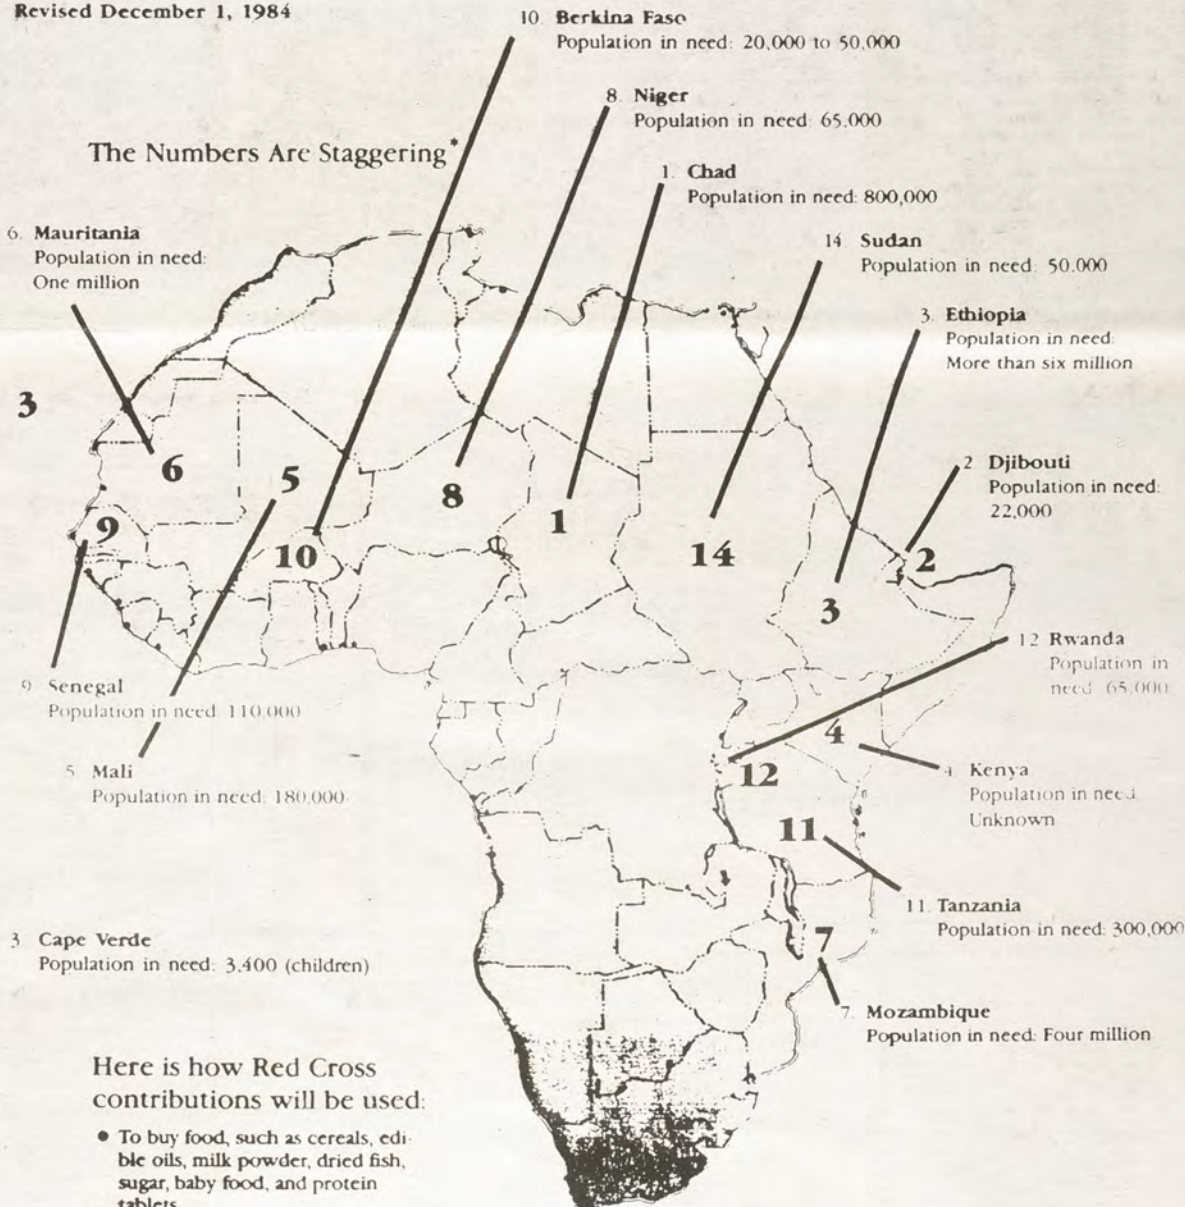 Revised December 1, 1984
10. Berkina Faso
Population in need: 20,000 to 50,000
8. Niger
Population in need: 65,000
The Numbers Are Staggering*
1. Chad
Population in need: 800,000
6. Mauritania
Population in need:
One million
14. Sudan
Population in need: 50,000
3. Ethiopia
Population in need:
More than six million
3
6
5
8
1
14
9
10
2
3
2 Djibouti
Population in need:
22,000
12 Rwanda
Population in
need: 65,000
9. Senegal
Population in need: 110,000
4
12
5. Mali
Population in need: 180,000
4. Kenya
Population in need:
Unknown
11
11. Tanzania
Population in need: 300,000
3 Cape Verde
Population in need: 3,400 (children)
7
7. Mozambique
Population in need: Four million
Here is how Red Cross
contributions will be used:
• To buy food, such as cereals, edi-
ble oils, milk powder, dried fish,
sugar, baby food, and protein
tablets